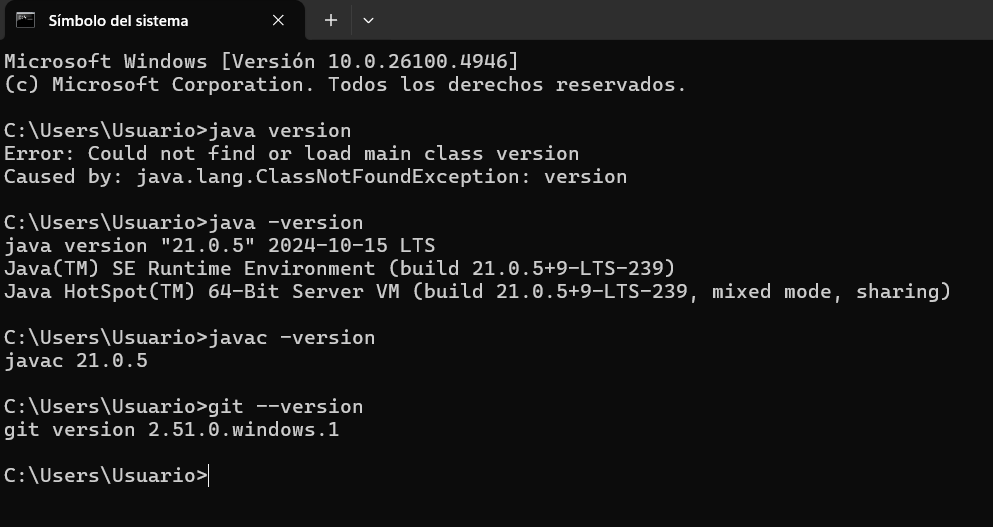 Símbolo del sistema
Microsoft Windows [Versión 10.0.26100.4946]
(c) Microsoft Corporation. Todos los derechos reservados.
C:\Users\Usuario>java version
Error: Could not find or load main class version
Caused by: java.lang.ClassNotFoundException: version
C:\Users\Usuario>java -version
java version "21.0.5" 2024-10-15 LTS
Java(TM) SE Runtime Environment (build 21.0.5+9-LTS-239)
Java HotSpot(TM) 64-Bit Server VM (build 21.0.5+9-LTS-239, mixed mode, sharing)
C:\Users\Usuario>javac -version
javac 21.0.5
C:\Users\Usuario>git --version
git version 2.51.0.windows.1
C:\Users\Usuario>